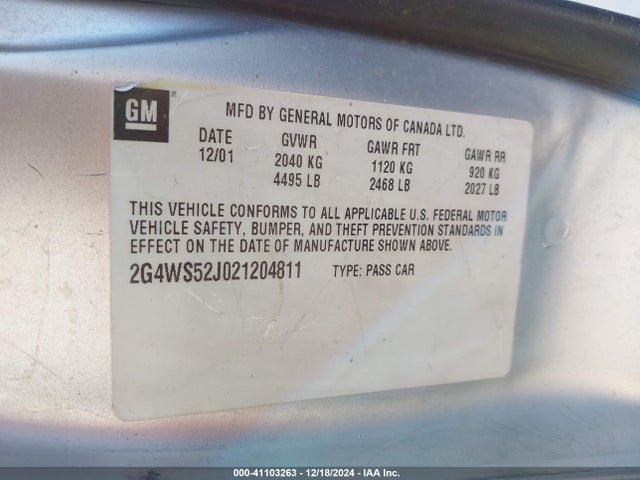 GM
®
MFD BY GENERAL MOTORS OF CANADA LTD.
DATE GVWR GAWR FRT GAWR RR
12/01 2040 KG 1120 KG 920 KG
4495 LB 2468 LB 2027 LB
THIS VEHICLE CONFORMS TO ALL APPLICABLE U.S. FEDERAL MOTOR
VEHICLE SAFETY, BUMPER, AND THEFT PREVENTION STANDARDS IN
EFFECT ON THE DATE OF MANUFACTURE SHOWN ABOVE.
2G4WS52J021204811 TYPE: PASS CAR
000-41103263 - 12/18/2024 - IAA Inc.